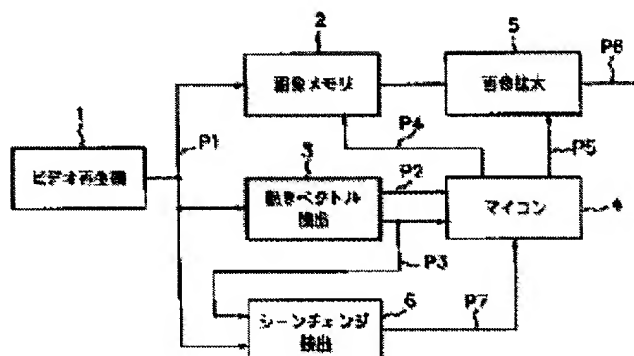 2
5
P6
画像メモリ
画像拡大
1
P1
P4
3
P5
ビデオ再生機
P2
動きベクトル
検出
マイコン
4
P3
6
シーンチェンジ
検出
P7